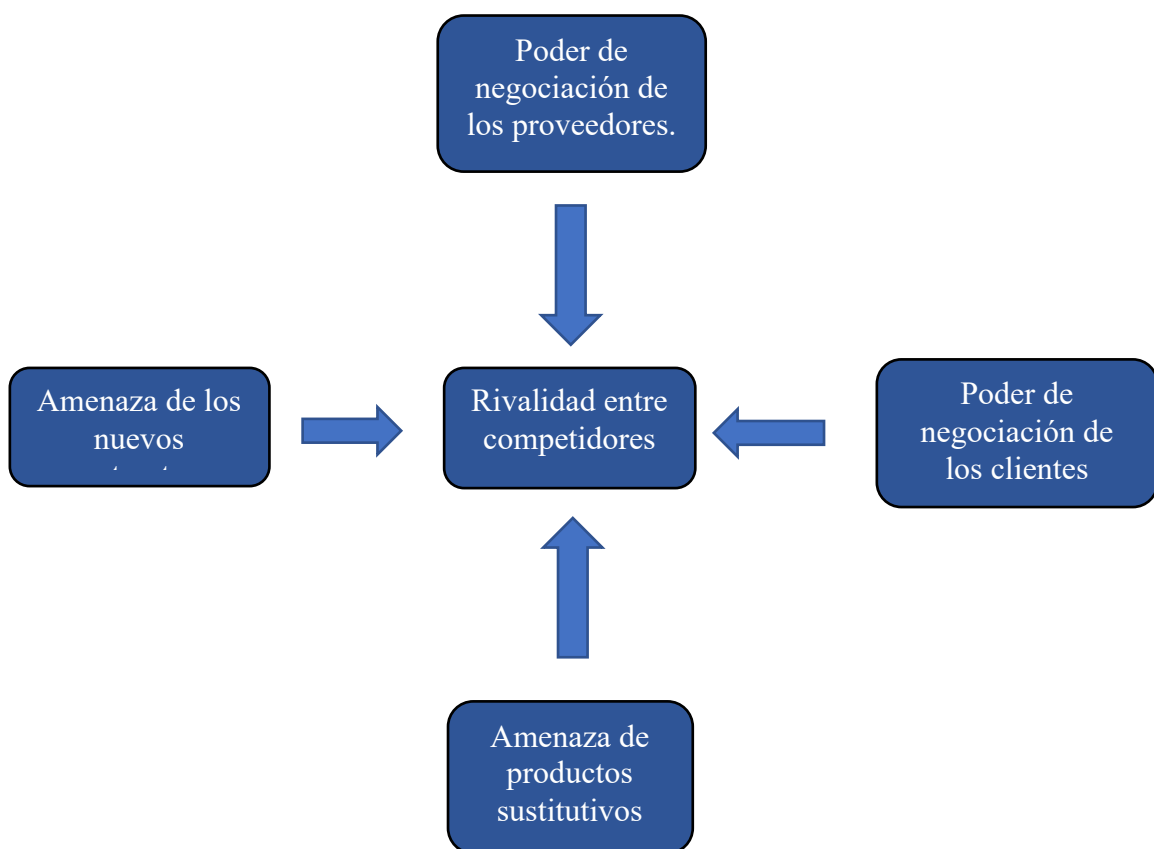 Poder de
negociación de
los proveedores.
Amenaza de los
nuevos
Rivalidad entre
competidores
Poder de
negociación de
los clientes
Amenaza de
productos
sustitutivos